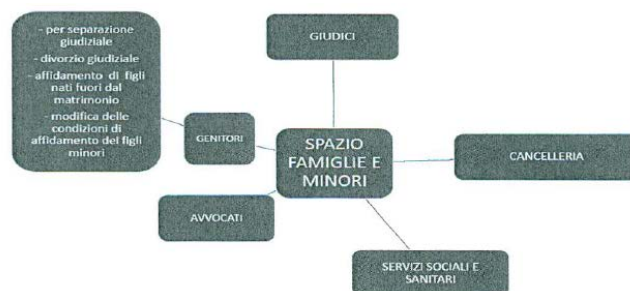 - per separazione
giudiziale
- divorzio giudiziale
- affidamento di figli
nati fuori dal
matrimonio
- modifica delle
condizioni di
affidamento dei figli
minori
GIUDICI
GENITORI
SPAZIO
FAMIGLIE E
MINORI
CANCELLERIA
AVVOCATI
SERVIZI SOCIALI E
SANITARI